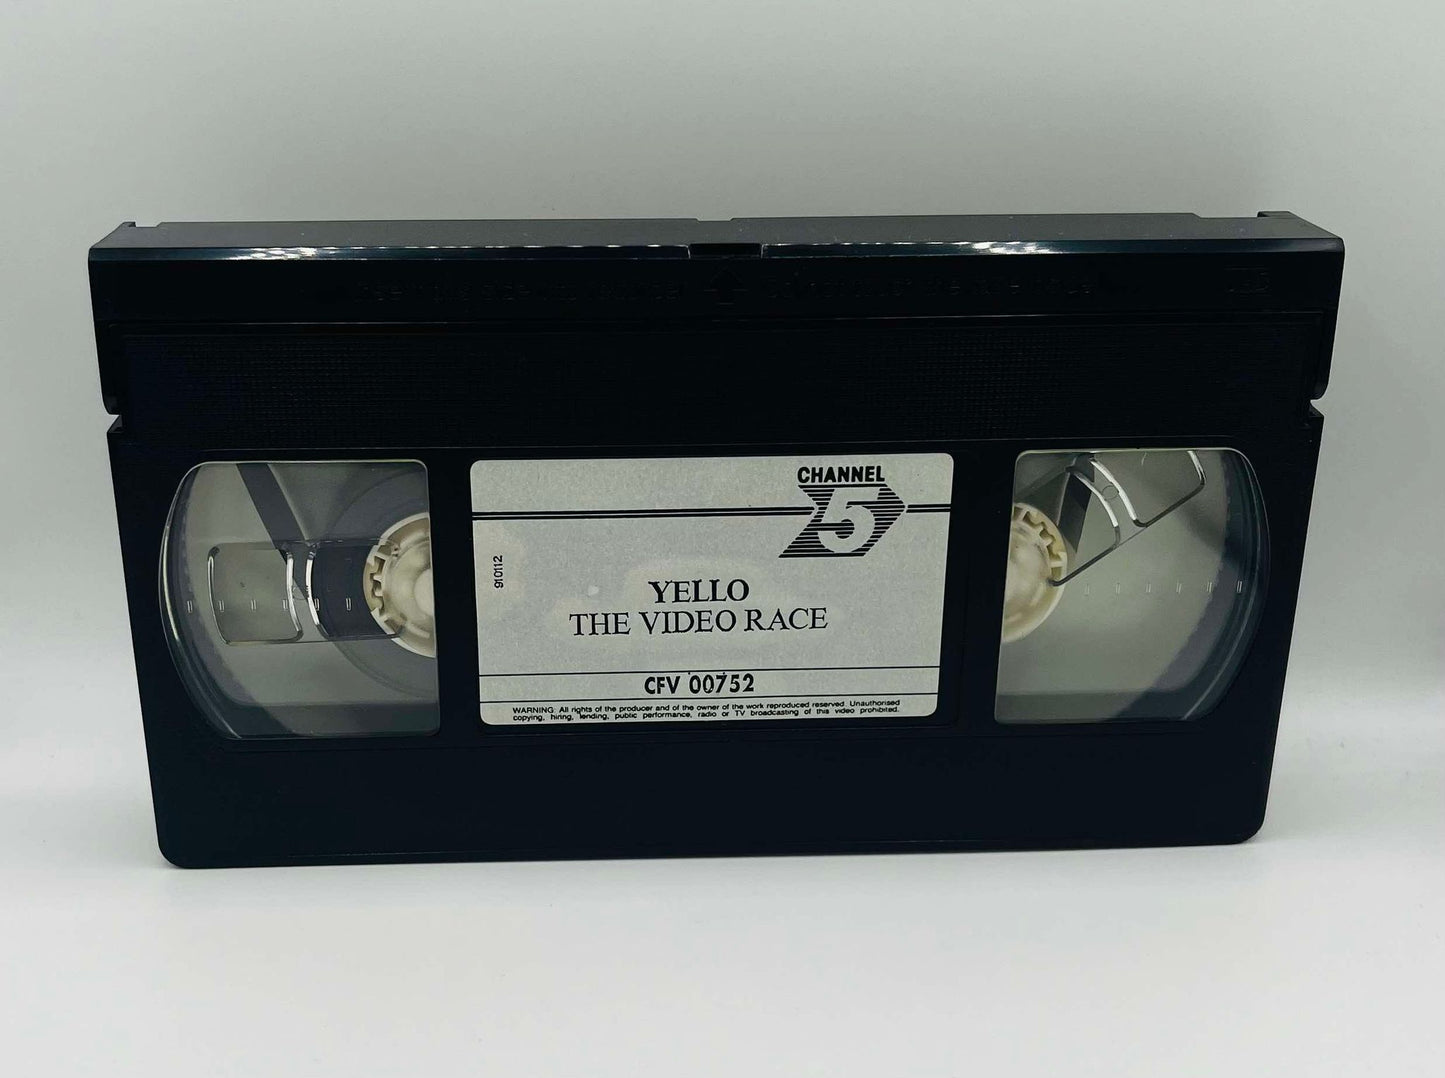 CHANNEL
5
910112
YELLO
THE VIDEO RACE
CFV 00752
WARNING: All rights of the producer and of the owner of the work reproduced reserved. Unauthorised
copying, hiring, lending, public performance, radio or TV broadcasting of this video prohibited.